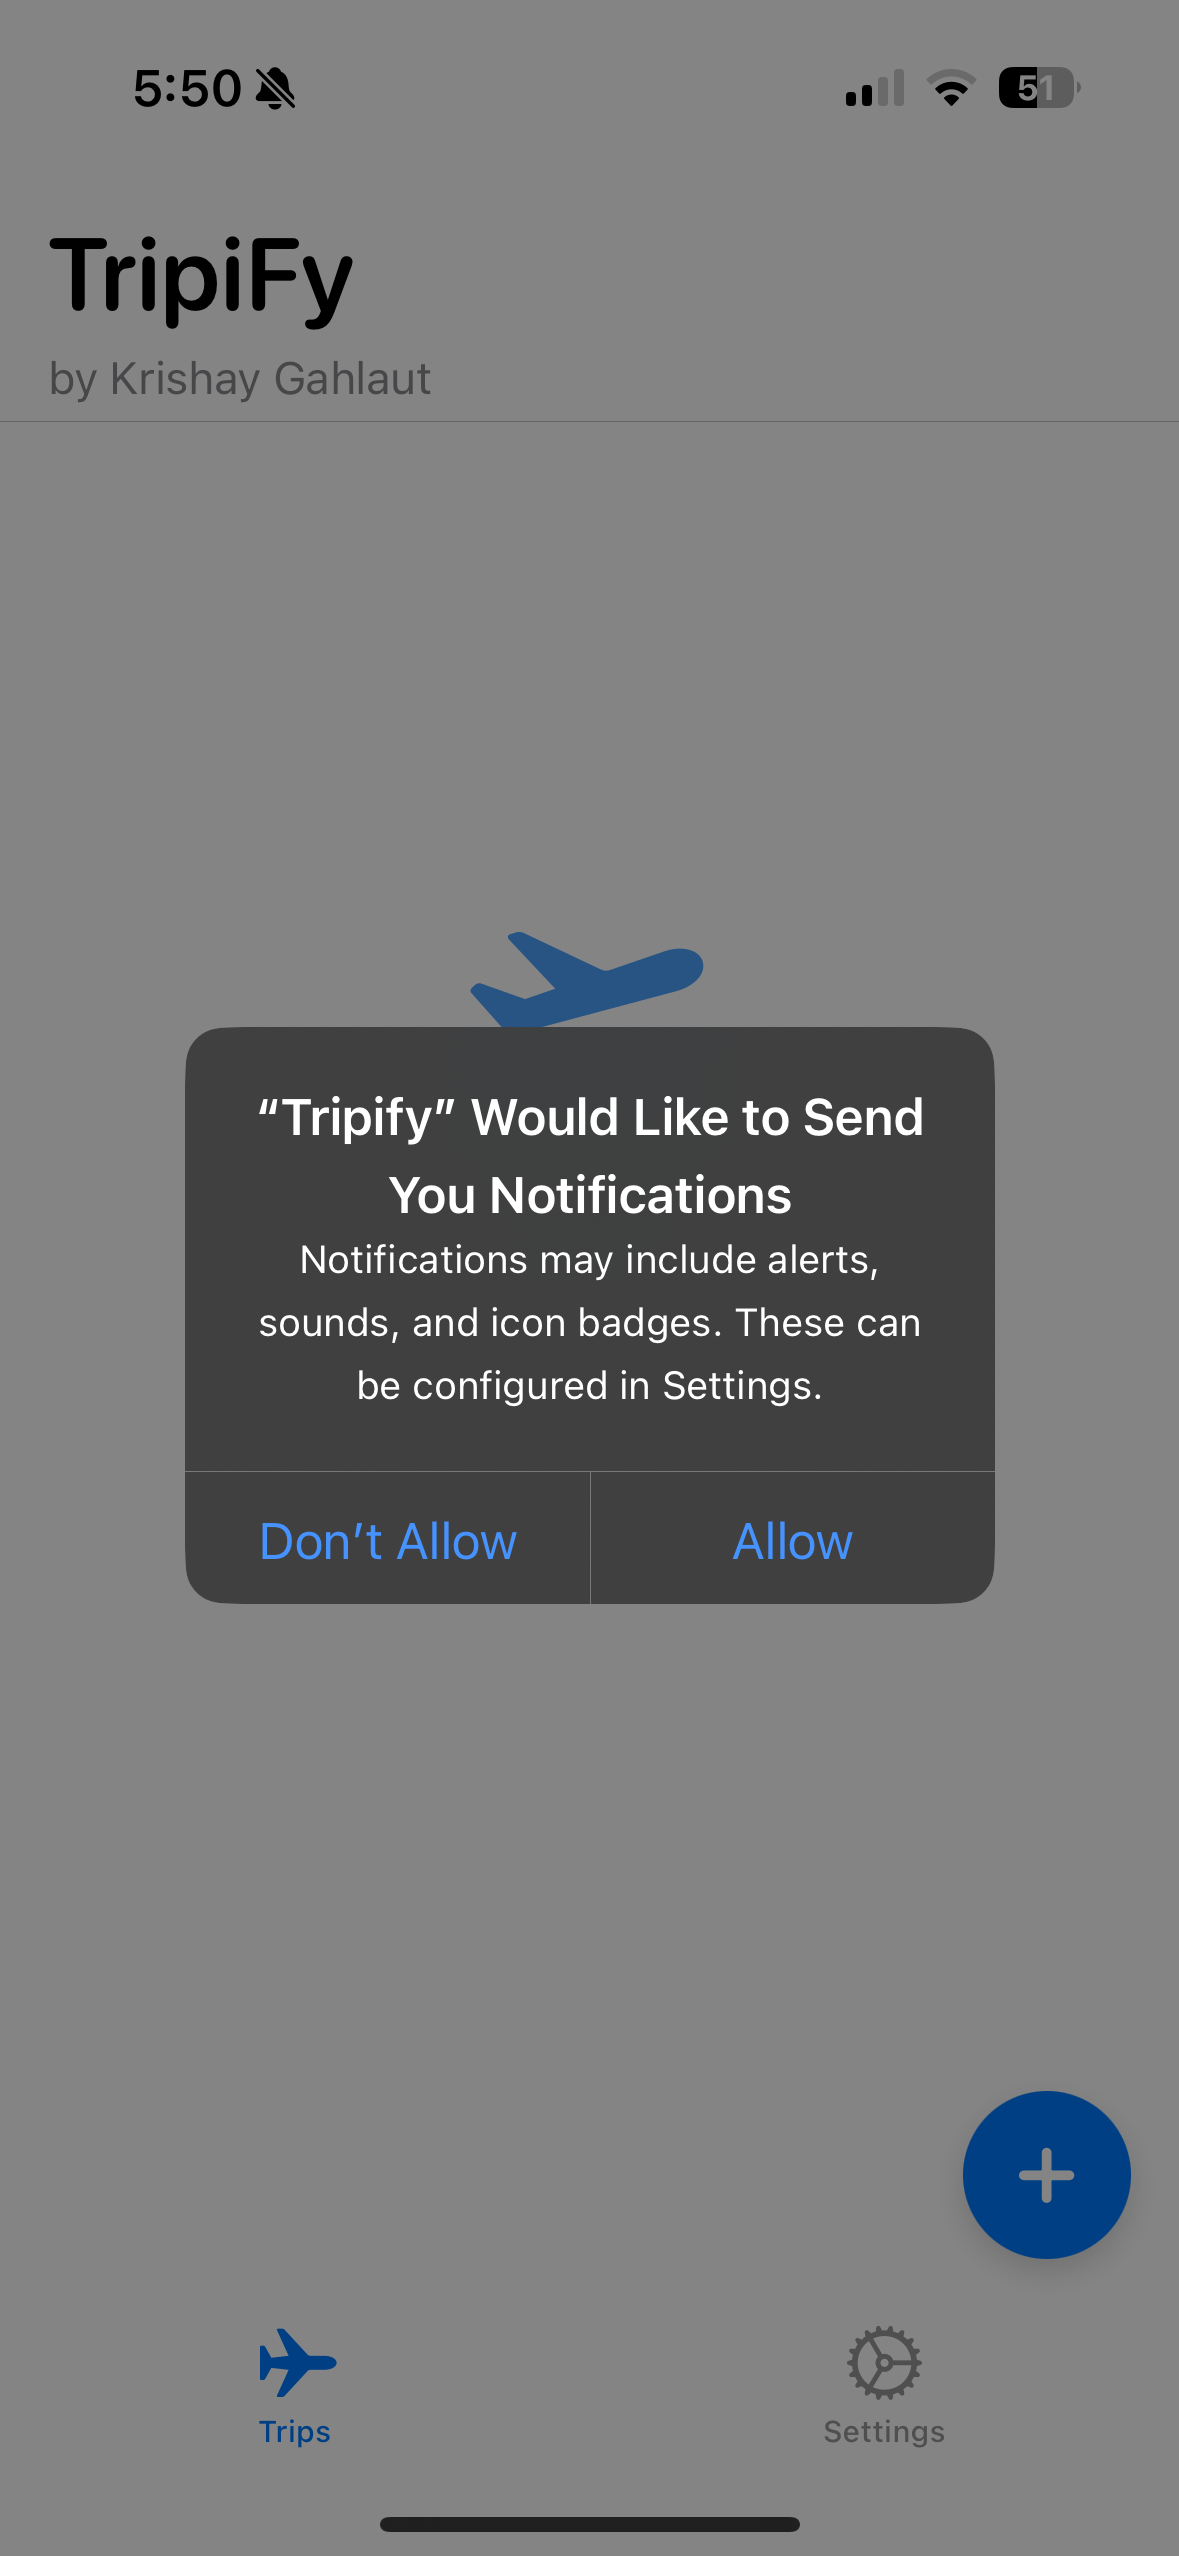 5:50
51
TripiFy
by Krishay Gahlaut
“Tripify” Would Like to Send
You Notifications
Notifications may include alerts,
sounds, and icon badges. These can
be configured in Settings.
Don’t Allow
Allow
Trips
Settings